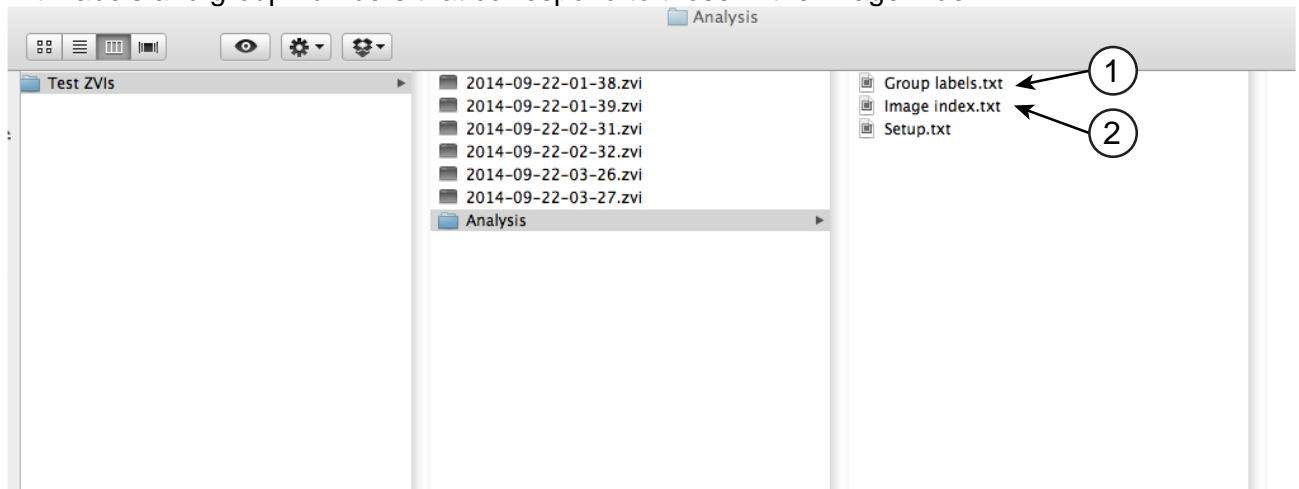 Analysis
Test ZVIs
2014-09-22-01-38.zvi
2014-09-22-01-39.zvi
2014-09-22-02-31.zvi
2014-09-22-02-32.zvi
2014-09-22-03-26.zvi
2014-09-22-03-27.zvi
Analysis
Group labels.txt
Image index.txt
Setup.txt
1
2